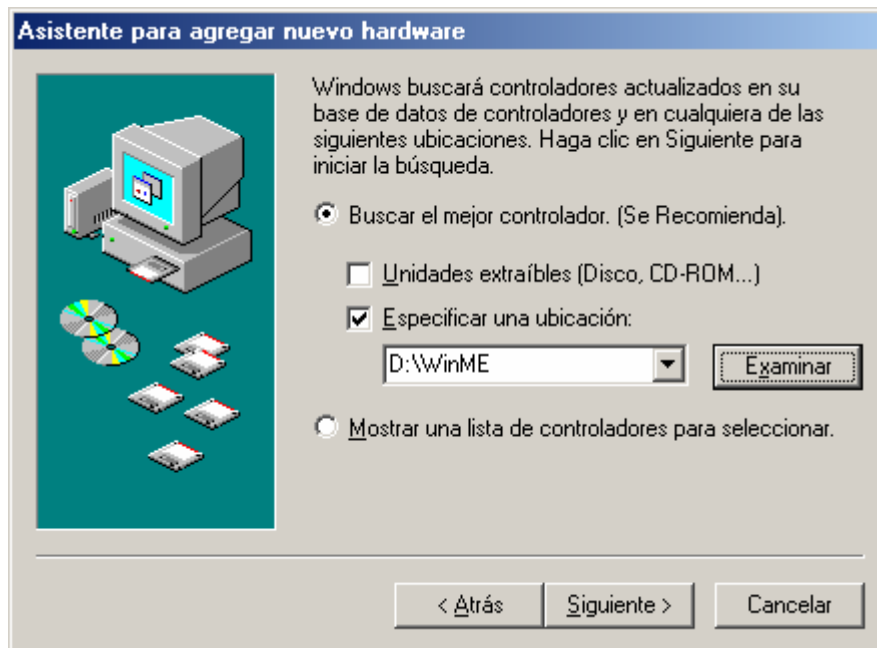 Asistente para agregar nuevo hardware
Windows buscará controladores actualizados en su
base de datos de controladores y en cualquiera de las
siguientes ubicaciones. Haga clic en Siguiente para
iniciar la búsqueda.
Buscar el mejor controlador. (Se Recomienda).
Unidades extraíbles (Disco, CD-ROM...)
Especificar una ubicación:
D:\WinME
Examinar
Mostrar una lista de controladores para seleccionar.
< Atrás
Siguiente >
Cancelar